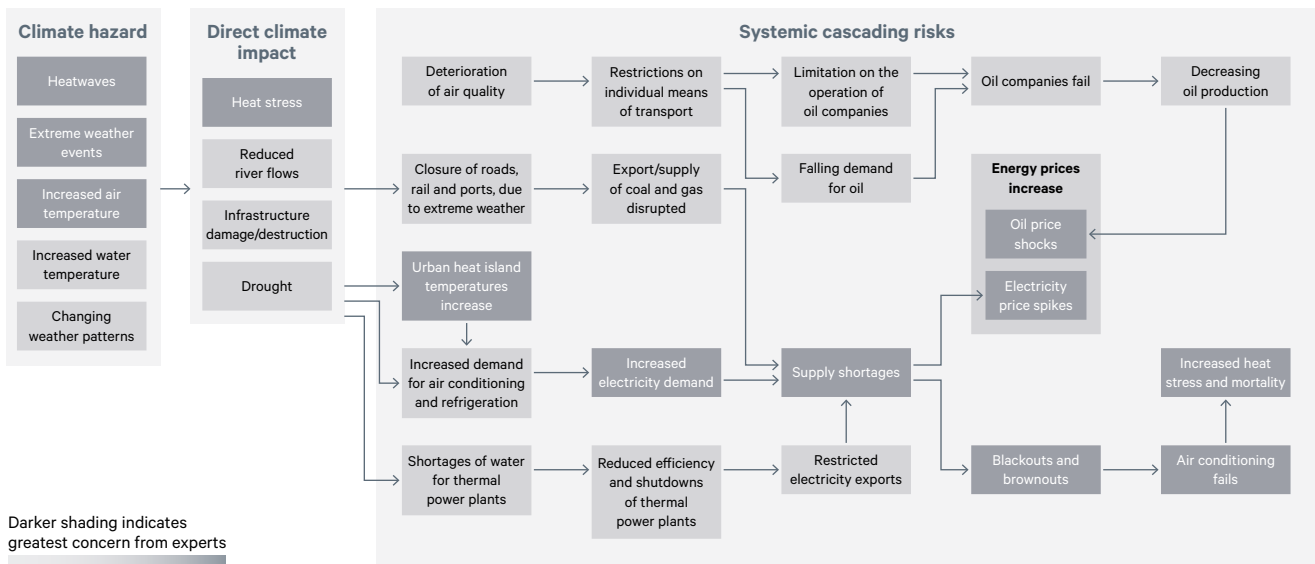 Climate hazard
Heatwaves
Extreme weather
events
Increased air
temperature
Increased water
temperature
Changing
weather patterns
Direct climate
impact
Heat stress
Reduced
river flows
Infrastructure
damage/destruction
Drought
Systemic cascading risks
Deterioration
of air quality
Restrictions on
individual means
of transport
Limitation on the
operation of
oil companies
Oil companies fail
Decreasing
oil production
Closure of roads,
rail and ports, due
to extreme weather
Export/supply
of coal and gas
disrupted
Falling demand
for oil
Energy prices
increase
Oil price
shocks
Electricity
price spikes
Urban heat island
temperatures
increase
Increased demand
for air conditioning
and refrigeration
Increased
electricity demand
Supply shortages
Increased heat
stress and mortality
Shortages of water
for thermal
power plants
Reduced efficiency
and shutdowns
of thermal
power plants
Restricted
electricity exports
Blackouts and
brownouts
Air conditioning
fails
Darker shading indicates
greatest concern from experts